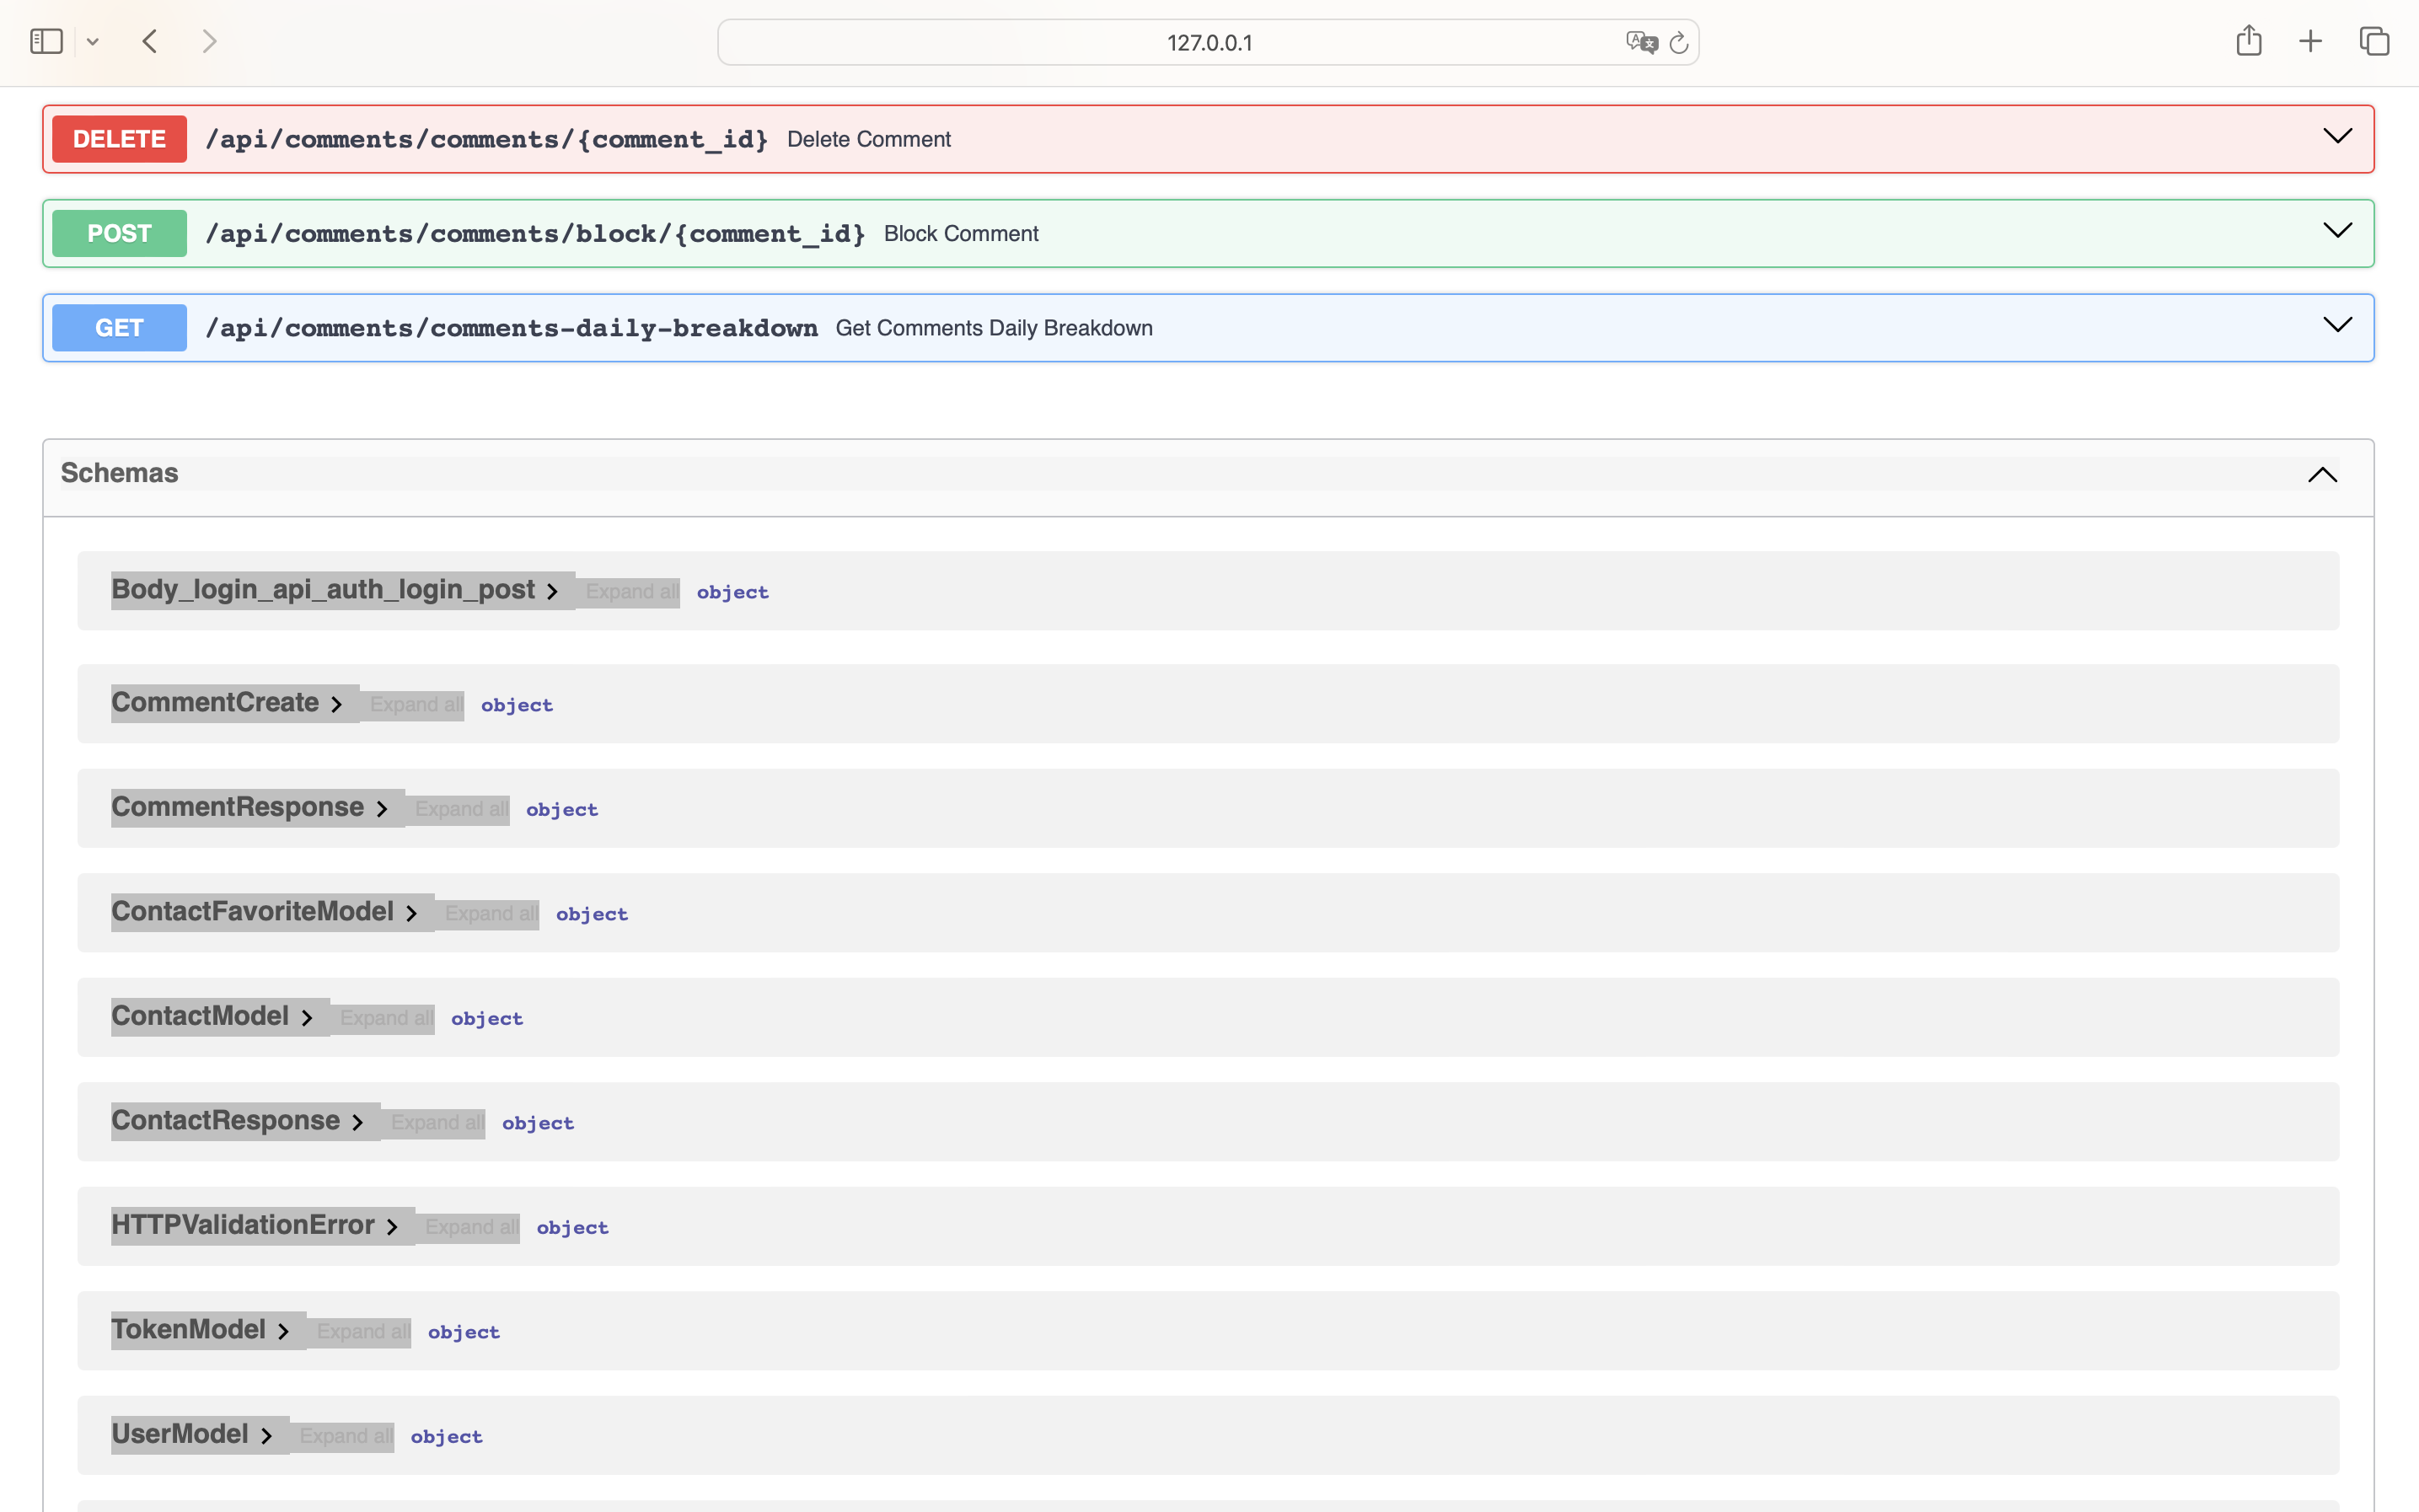 127.0.0.1
DELETE /api/comments/comments/{comment_id} Delete Comment
POST /api/comments/comments/block/{comment_id} Block Comment
GET /api/comments/comments-daily-breakdown Get Comments Daily Breakdown
Schemas
Body_login_api_auth_login_post Expand all object
CommentCreate Expand all object
CommentResponse Expand all object
ContactFavoriteModel Expand all object
ContactModel Expand all object
ContactResponse Expand all object
HTTPValidationError Expand all object
TokenModel Expand all object
UserModel Expand all object